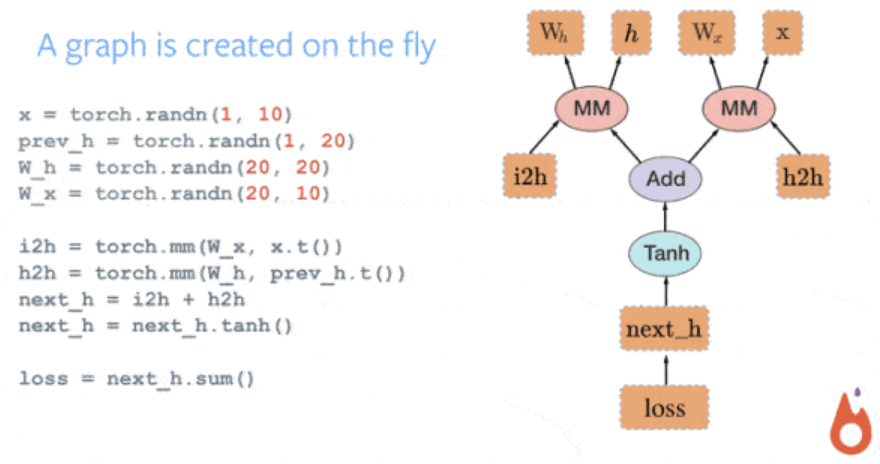 A graph is created on the fly
x = torch.randn(1, 10)
prev_h = torch.randn(1, 20)
W_h = torch.randn(20, 20)
W_x = torch.randn(20, 10)
i2h = torch.mm(W_x, x.t())
h2h = torch.mm(W_h, prev_h.t())
next_h = i2h + h2h
next_h = next_h.tanh()
loss = next_h.sum()
Wh h Wx x
MM MM
i2h Add h2h
Tanh
next_h
loss